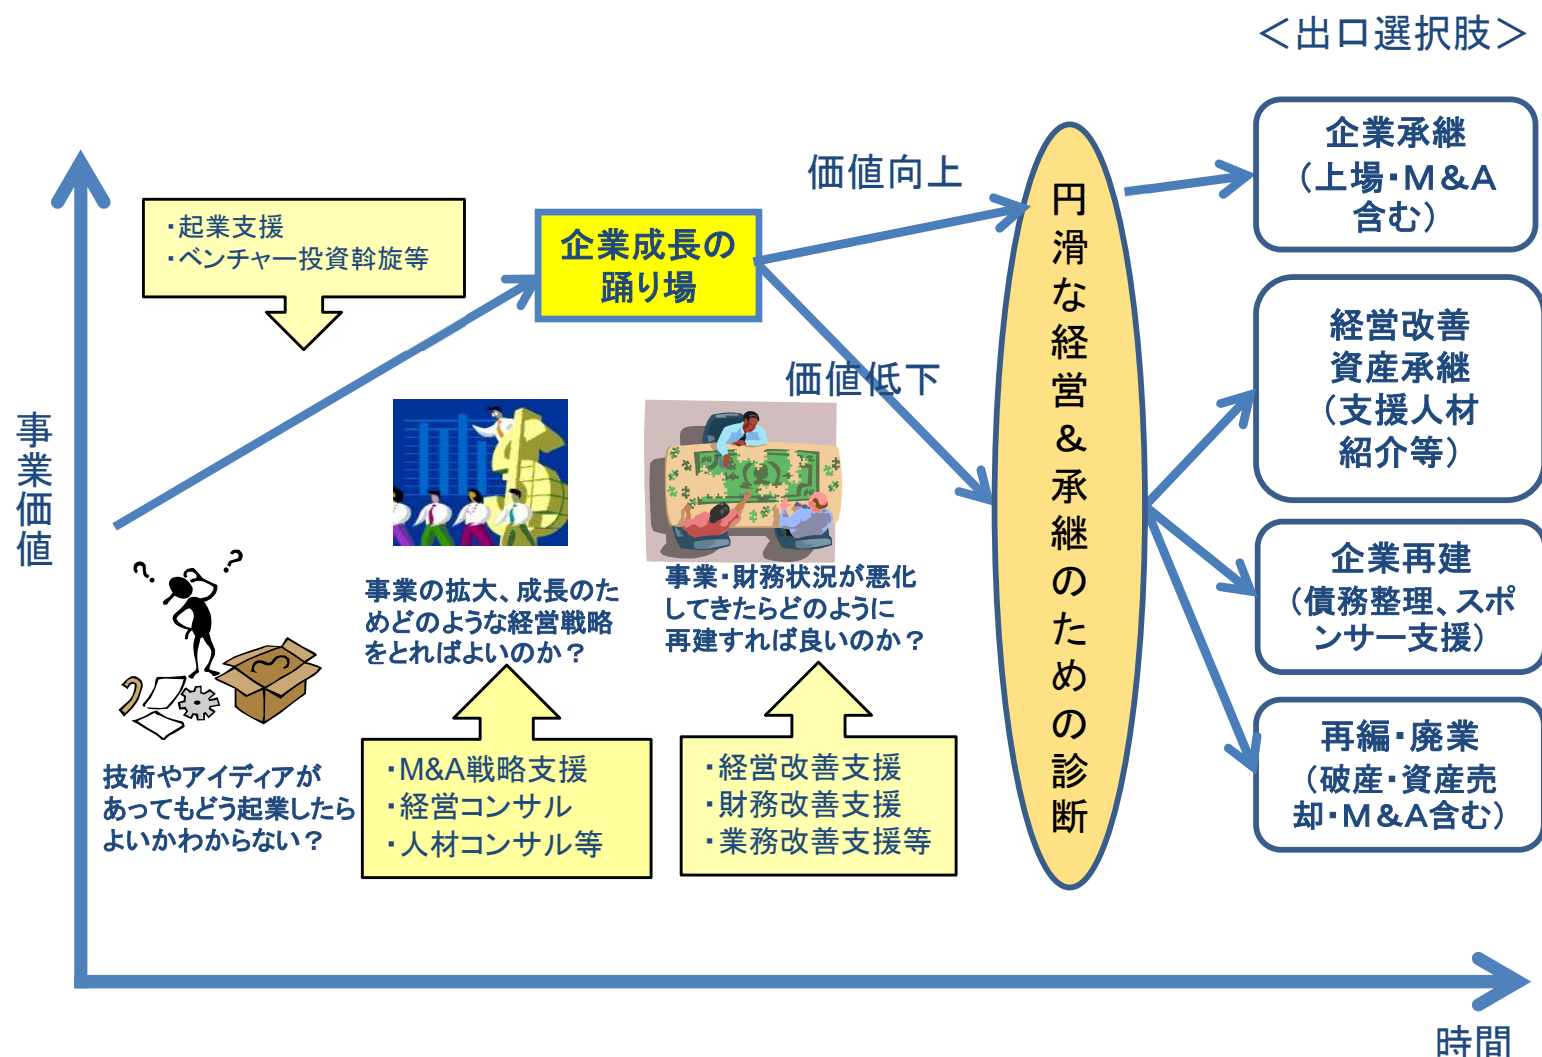 ＜出口選択肢＞
企業承継
（上場・M＆A
含む）
価値向上
・起業支援
・ベンチャー投資斡旋等
企業成長の
踊り場
円滑な経営＆承継のための診断
経営改善
資産承継
（支援人材
紹介等）
価値低下
事業価値
企業再建
（債務整理、スポ
ンサー支援）
?
?
事業の拡大、成長のた
めどのような経営戦略
をとればよいのか？
事業・財務状況が悪化
してきたらどのように
再建すれば良いのか？
再編・廃業
（破産・資産売
却・M＆A含む）
技術やアイディアが
あってもどう起業したら
よいかわからない？
・M&A戦略支援
・経営コンサル
・人材コンサル等
・経営改善支援
・財務改善支援
・業務改善支援等
時間